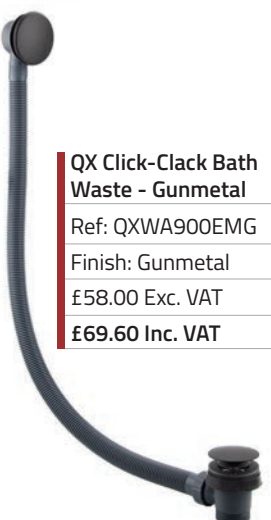 QX Click-Clack Bath
Waste - Gunmetal
Ref: QXWA900EMG
Finish: Gunmetal
£58.00 Exc. VAT
£69.60 Inc. VAT